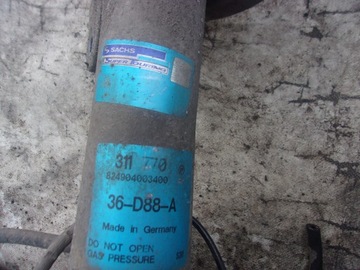 SACHS
311 770
824904003400
36-D88-A
Made in Germany
DO NOT OPEN
GAS PRESSURE